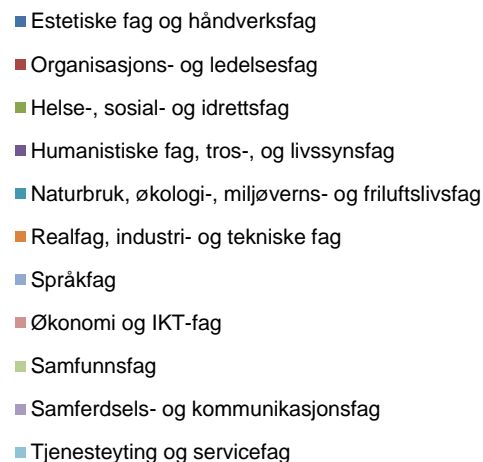 Estetiske fag og håndverksfag
Organisasjons- og ledelsesfag
Helse-, sosial- og idrettsfag
Humanistiske fag, tros-, og livssynsfag
Naturbruk, økologi-, miljøverns- og friluftslivsfag
Realfag, industri- og tekniske fag
Språkfag
Økonomi og IKT-fag
Samfunnsfag
Samferdsels- og kommunikasjonsfag
Tjenesteyting og servicefag